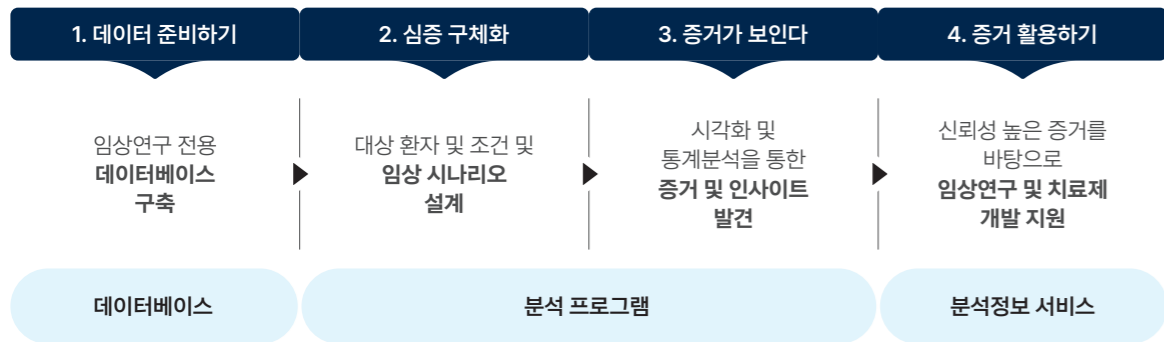 1. 데이터 준비하기
2. 심증 구체화
3. 증거가 보인다
4. 증거 활용하기
임상연구 전용
데이터베이스
구축
대상 환자 및 조건 및
임상 시나리오
설계
시각화 및
통계분석을 통한
증거 및 인사이트
발견
신뢰성 높은 증거를
바탕으로
임상연구 및 치료제
개발 지원
데이터베이스
분석 프로그램
분석정보 서비스